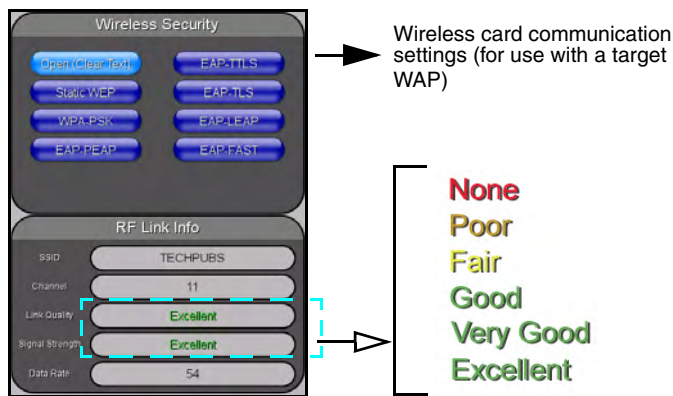 Wireless Security
Open (Clear Text)
EAP-TTLS
Static WEP
EAP-TLS
WPA-PSK
EAP-LEAP
EAP-PEAP
EAP-FAST
Wireless card communication
settings (for use with a target
WAP)
RF Link Info
SSID
TECHPUBS
Channel
11
Link Quality
Excellent
Signal Strength
Excellent
Data Rate
54
None
Poor
Fair
Good
Very Good
Excellent